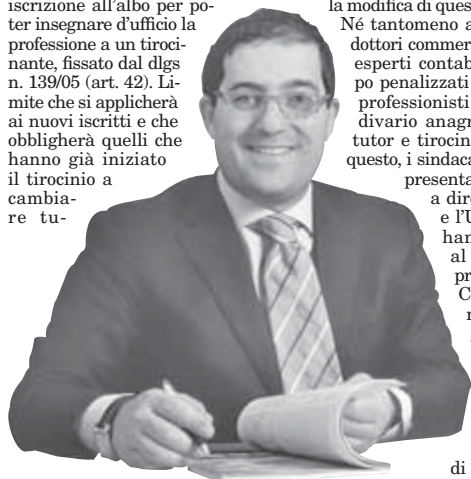 iscrizione all'albo per po-
ter insegnare d'ufficio la
professione a un tiroci-
nante, fissato dal dlgs
n. 139/05 (art. 42). Li-
mite che si applicherà
ai nuovi iscritti e che
obbligherà quelli che
hanno già iniziato
il tirocinio a
cambia-
re tu-
la modifica di ques
Né tantomeno a
dottori commer
esperti contab
po penalizzati
professionisti
divario anagr
tutor e tirocin
questo, i sindaca
presenta
a dire
e l'U
han
al
pr
C
di